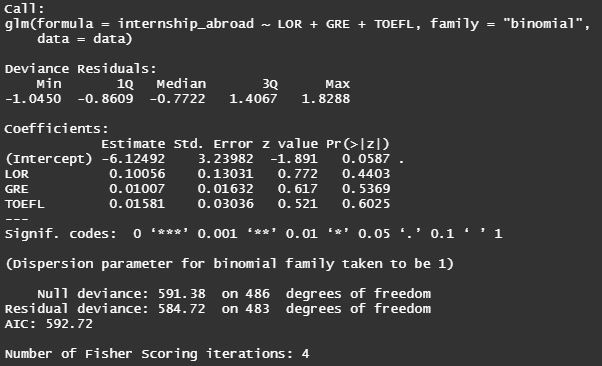 Call:
glm(formula = internship_abroad ~ LOR + GRE + TOEFL, family = "binomial",
    data = data)

Deviance Residuals:
    Min      1Q  Median      3Q     Max
-1.0450 -0.8609 -0.7722  1.4067  1.8288

Coefficients:
            Estimate Std. Error z value Pr(>|z|)
(Intercept) -6.12492    3.23982  -1.891   0.0587 .
LOR          0.10056    0.13031   0.772   0.4403
GRE          0.01007    0.01632   0.617   0.5369
TOEFL        0.01581    0.03036   0.521   0.6025
---
Signif. codes:  0 ‘***’ 0.001 ‘**’ 0.01 ‘*’ 0.05 ‘.’ 0.1 ‘ ’ 1

(Dispersion parameter for binomial family taken to be 1)

    Null deviance: 591.38  on 486  degrees of freedom
Residual deviance: 584.72  on 483  degrees of freedom
AIC: 592.72

Number of Fisher Scoring iterations: 4